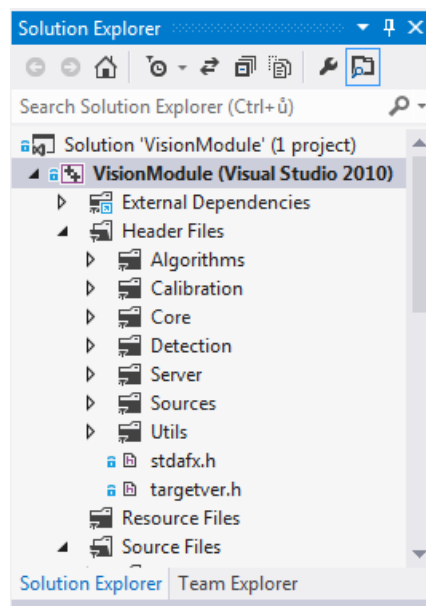 Solution Explorer
Search Solution Explorer (Ctrl+ů)
Solution 'VisionModule' (1 project)
VisionModule (Visual Studio 2010)
External Dependencies
Header Files
Algorithms
Calibration
Core
Detection
Server
Sources
Utils
stdafx.h
targetver.h
Resource Files
Source Files
Solution Explorer Team Explorer